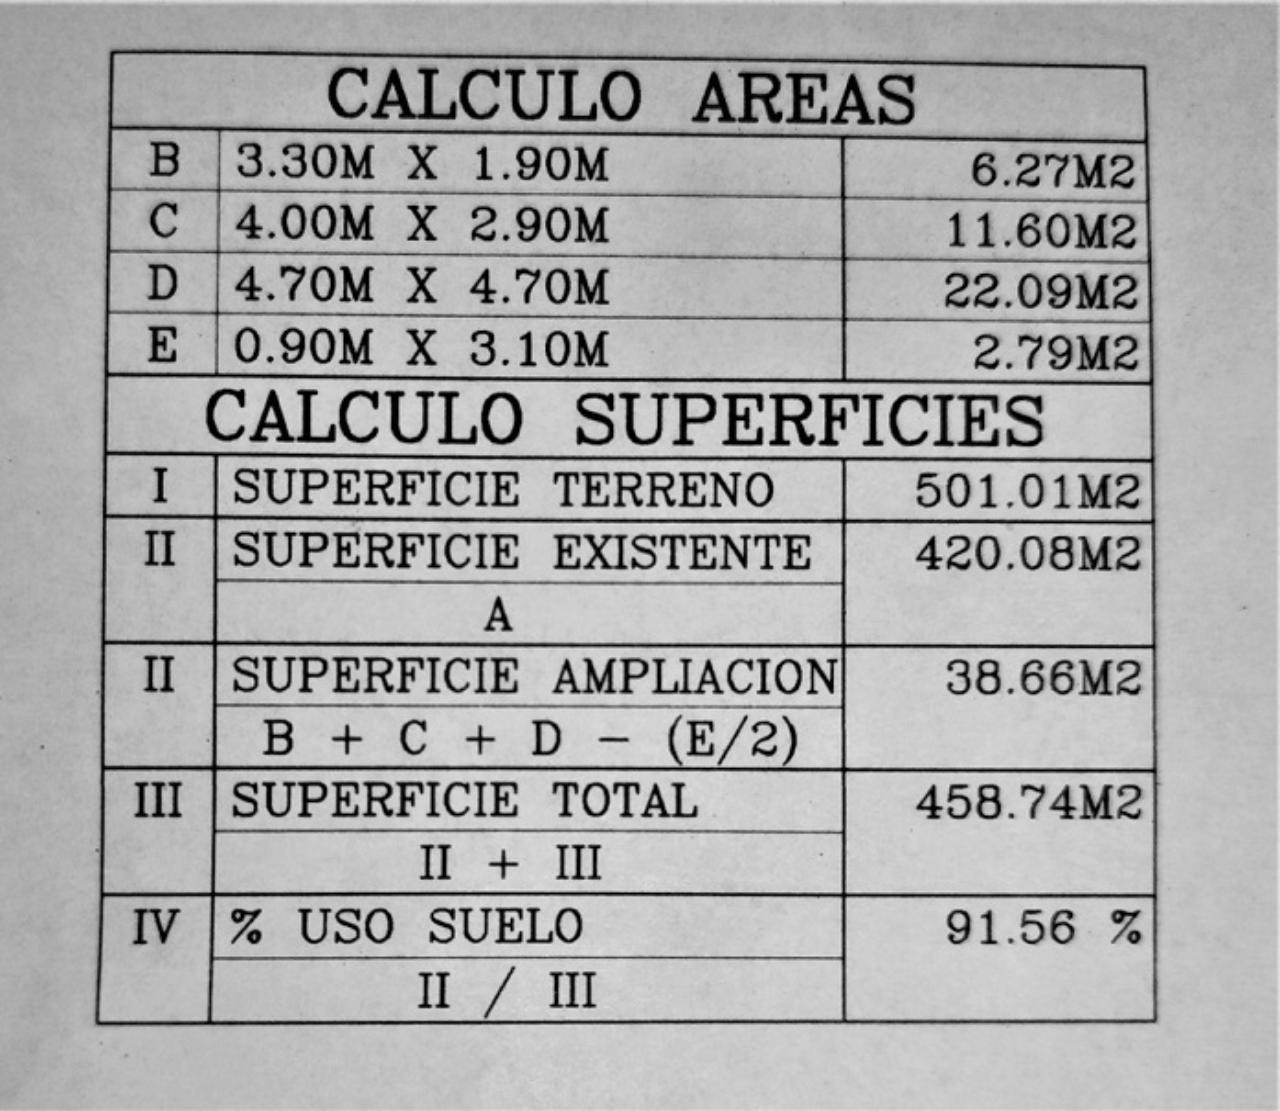 CALCULO AREAS
B 3.30M X 1.90M 6.27M2
C 4.00M X 2.90M 11.60M2
D 4.70M X 4.70M 22.09M2
E 0.90M X 3.10M 2.79M2
CALCULO SUPERFICIES
I SUPERFICIE TERRENO 501.01M2
II SUPERFICIE EXISTENTE 420.08M2
A
II SUPERFICIE AMPLIACION 38.66M2
B + C + D - (E/2)
III SUPERFICIE TOTAL 458.74M2
II + III
IV % USO SUELO 91.56 %
II / III